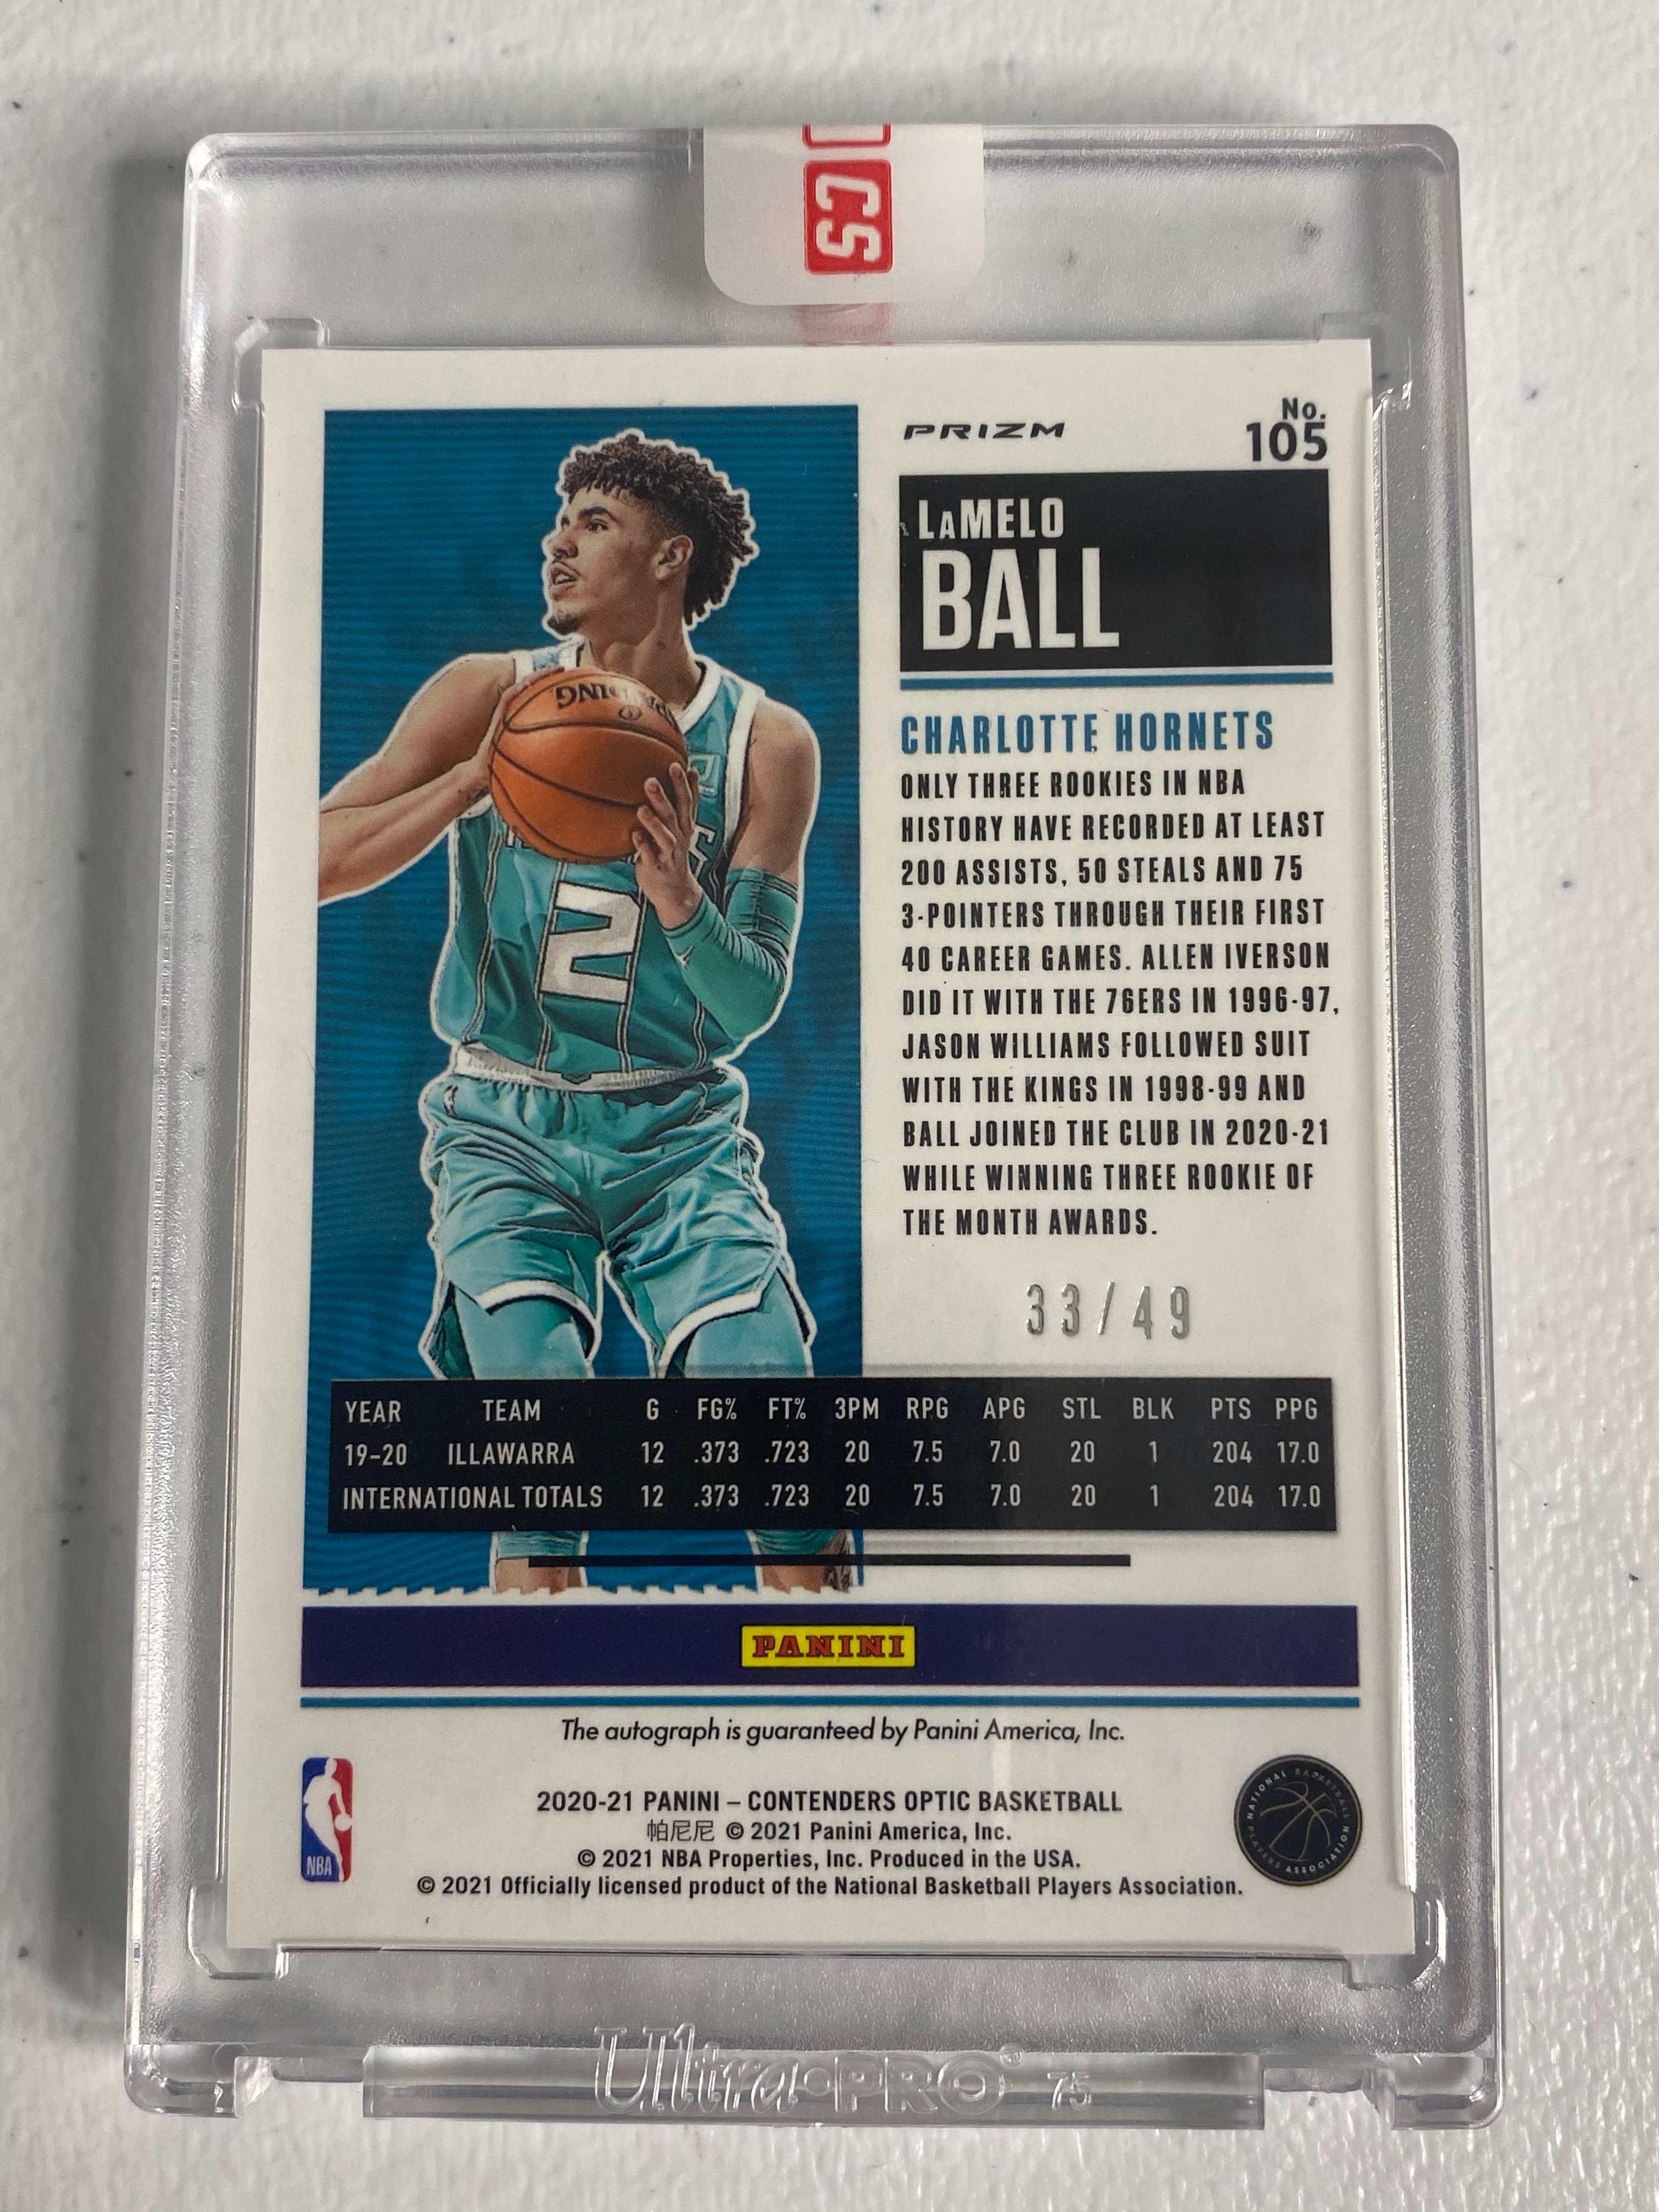 CS
PRIZM
No.
105
LaMELO
BALL
SPALDING
2
CHARLOTTE HORNETS
ONLY THREE ROOKIES IN NBA
HISTORY HAVE RECORDED AT LEAST
200 ASSISTS, 50 STEALS AND 75
3-POINTERS THROUGH THEIR FIRST
40 CAREER GAMES. ALLEN IVERSON
DID IT WITH THE 76ERS IN 1996-97,
JASON WILLIAMS FOLLOWED SUIT
WITH THE KINGS IN 1998-99 AND
BALL JOINED THE CLUB IN 2020-21
WHILE WINNING THREE ROOKIE OF
THE MONTH AWARDS.
33/49
YEAR TEAM G FG% FT% 3PM RPG APG STL BLK PTS PPG
19-20 ILLAWARRA 12 .373 .723 20 7.5 7.0 20 1 204 17.0
INTERNATIONAL TOTALS 12 .373 .723 20 7.5 7.0 20 1 204 17.0
PANINI
The autograph is guaranteed by Panini America, Inc.
2020-21 PANINI – CONTENDERS OPTIC BASKETBALL
帕尼尼 © 2021 Panini America, Inc.
© 2021 NBA Properties, Inc. Produced in the USA.
© 2021 Officially licensed product of the National Basketball Players Association.
NBA
NATIONAL BASKETBALL PLAYERS ASSOCIATION
Ultra•PRO® 75